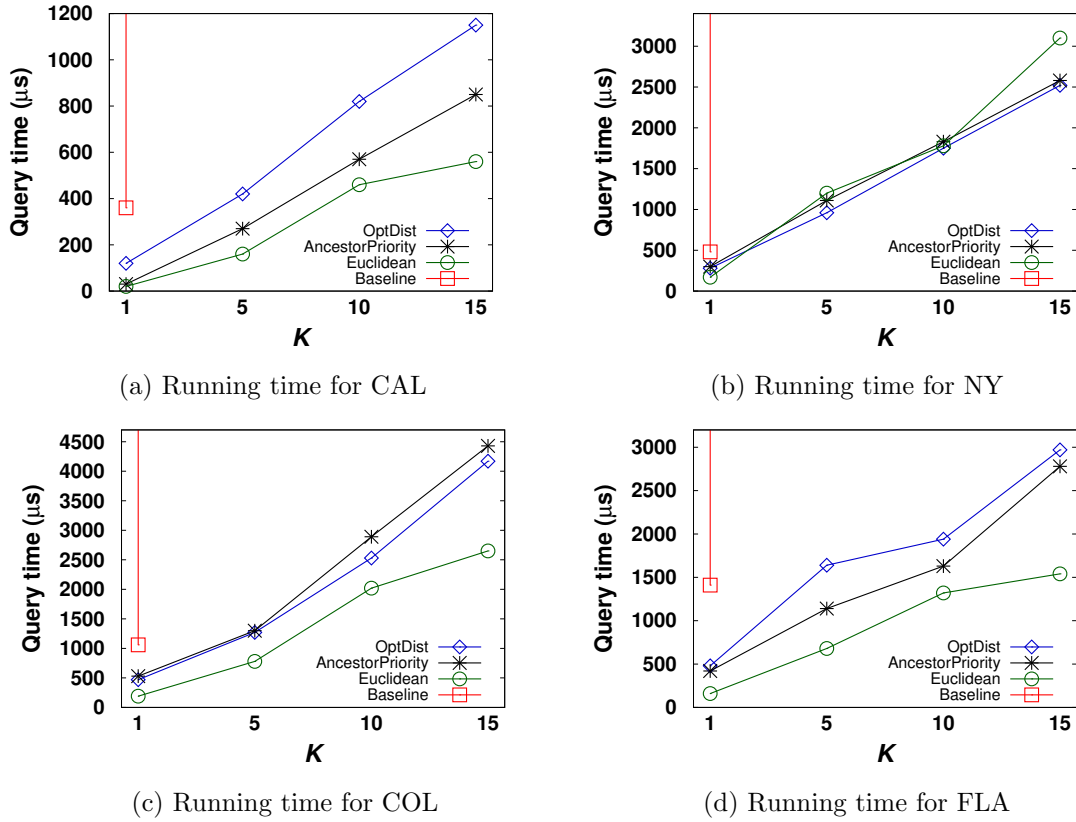 1200
1000
800
600
400
200
0
Query time (μs)
OptDist
AncestorPriority
Euclidean
Baseline
1 5 10 15
K
(a) Running time for CAL
3000
2500
2000
1500
1000
500
0
Query time (μs)
OptDist
AncestorPriority
Euclidean
Baseline
1 5 10 15
K
(b) Running time for NY
4500
4000
3500
3000
2500
2000
1500
1000
500
0
Query time (μs)
OptDist
AncestorPriority
Euclidean
Baseline
1 5 10 15
K
(c) Running time for COL
3000
2500
2000
1500
1000
500
0
Query time (μs)
OptDist
AncestorPriority
Euclidean
Baseline
1 5 10 15
K
(d) Running time for FLA